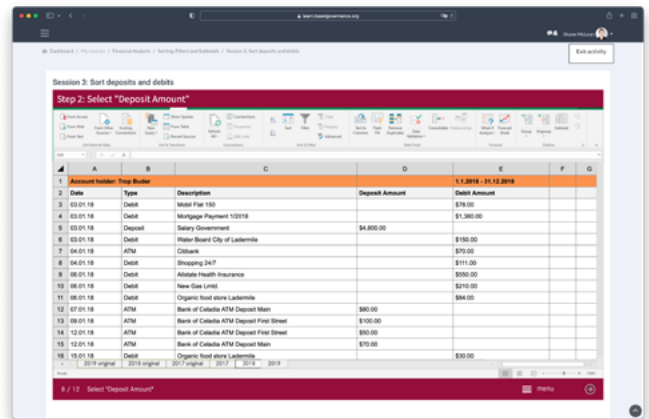 learn.baselgovernance.org
Shane McLean
Dashboard / My courses / Financial Analysis / Sorting Filters and Subtotals / Session 3: Sort deposits and debits
Exit activity
Session 3: Sort deposits and debits
Step 2: Select "Deposit Amount"
A B C D E F G
1 Account holder: Trop Buder 1.1.2018 - 31.12.2018
2 Date Type Description Deposit Amount Debit Amount
3 03.01.18 Debit Mobil Fiat 150 $78.00
4 03.01.18 Debit Mortgage Payment 1/2018 $1,380.00
5 03.01.18 Deposit Salary Government $4,800.00
6 03.01.18 Debit Water Board City of Ladermile $150.00
7 04.01.18 ATM Citibank $70.00
8 04.01.18 Debit Shopping 24/7 $111.00
9 06.01.18 Debit Allstate Health Insurance $550.00
10 06.01.18 Debit New Gas Lmtd. $210.00
11 06.01.18 Debit Organic food store Ladermile $84.00
12 07.01.18 ATM Bank of Celadia ATM Deposit Main $80.00
13 09.01.18 ATM Bank of Celadia ATM Deposit First Street $100.00
14 12.01.18 ATM Bank of Celadia ATM Deposit First Street $50.00
15 12.01.18 ATM Bank of Celadia ATM Deposit Main $70.00
16 15.01.18 Debit Organic food store Ladermile $30.00
2019 original 2018 original 2017 original 2017 2018 2019
8 / 12 Select "Deposit Amount" menu